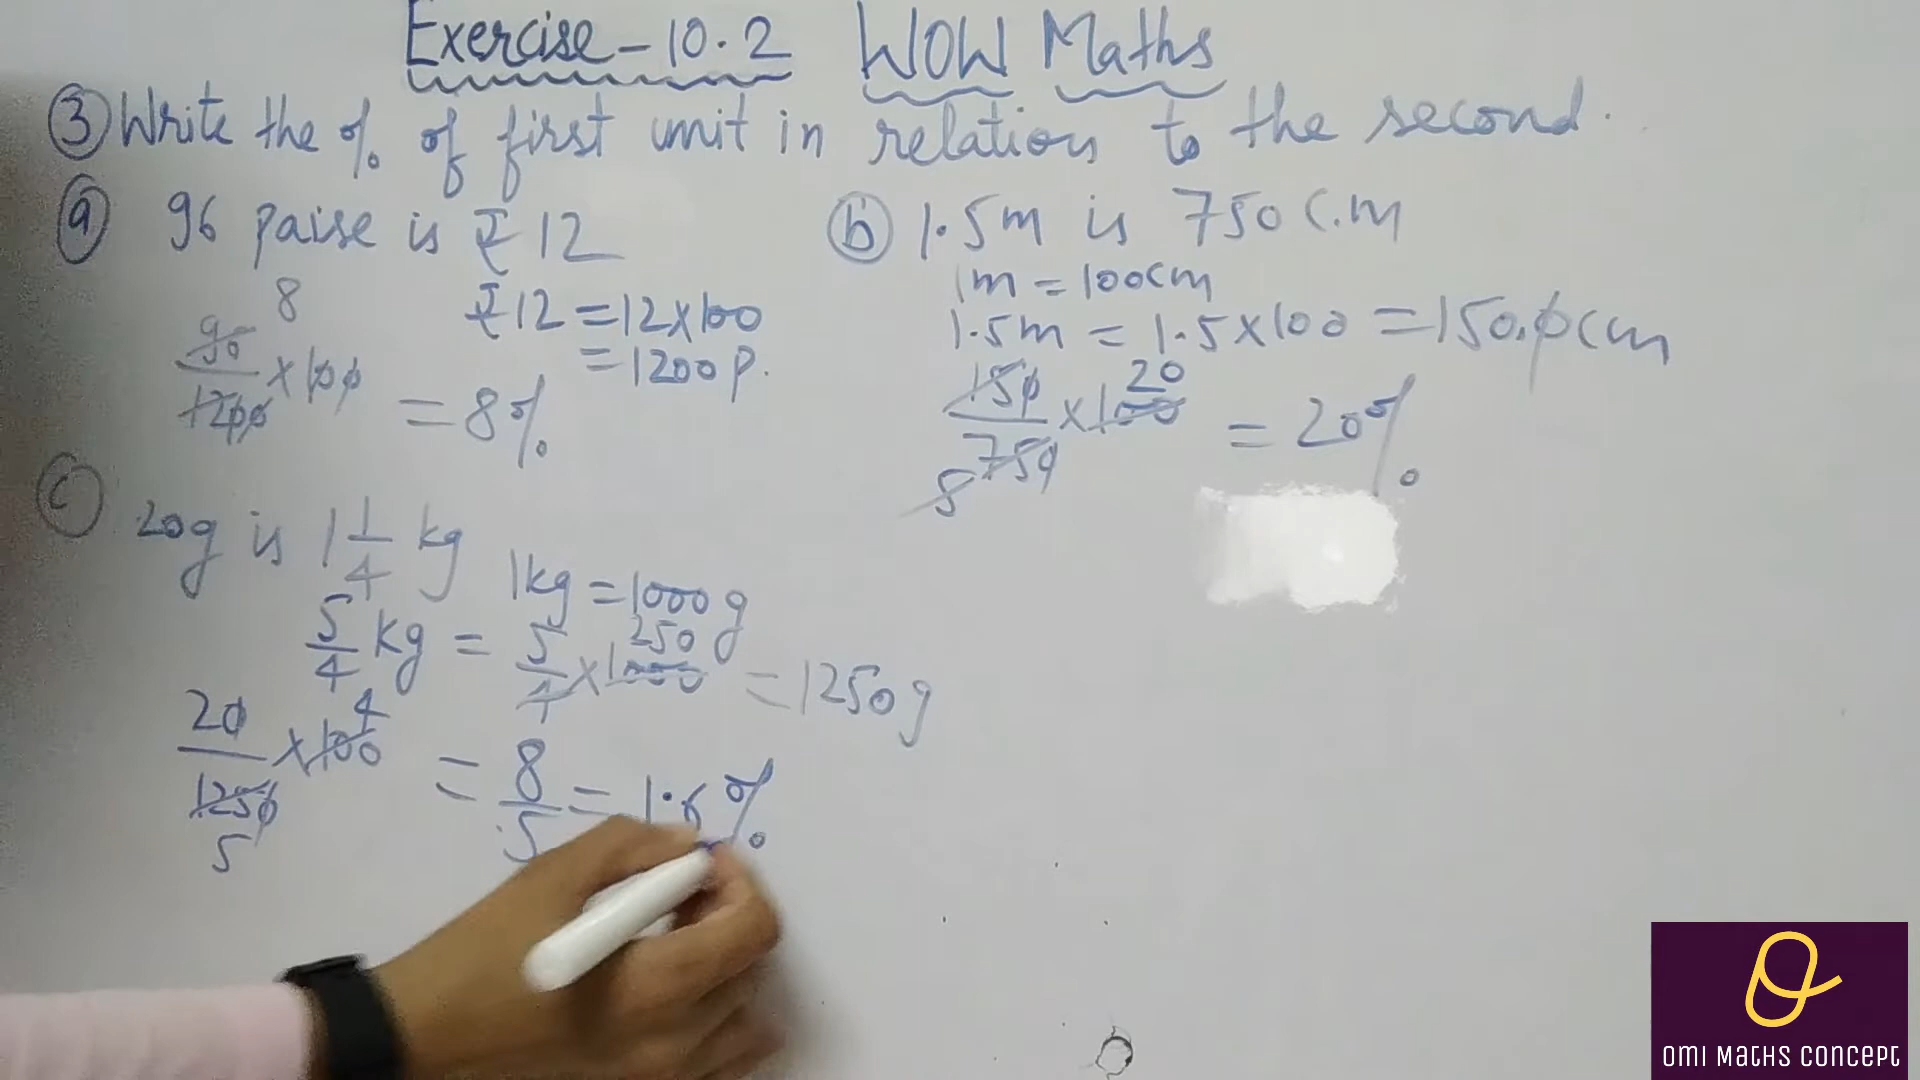 Exercise-10.2 WOW Maths
③ Write the % of first unit in relation to the second.
ⓐ 96 paise is ₹12
₹12 = 12×100
= 1200 p.
8
96/1200 × 100 = 8%
ⓑ 1.5m is 750 C.m
1m = 100cm
1.5m = 1.5×100 = 150.0cm
20
150/750 × 100 = 20%
ⓒ 20g is 1 1/4 kg
1kg = 1000g
250
5/4 kg = 5/4 × 1000 = 1250g
4
20/1250 × 100 = 8/5 = 1.6%
5
OMI MATHS CONCEPT